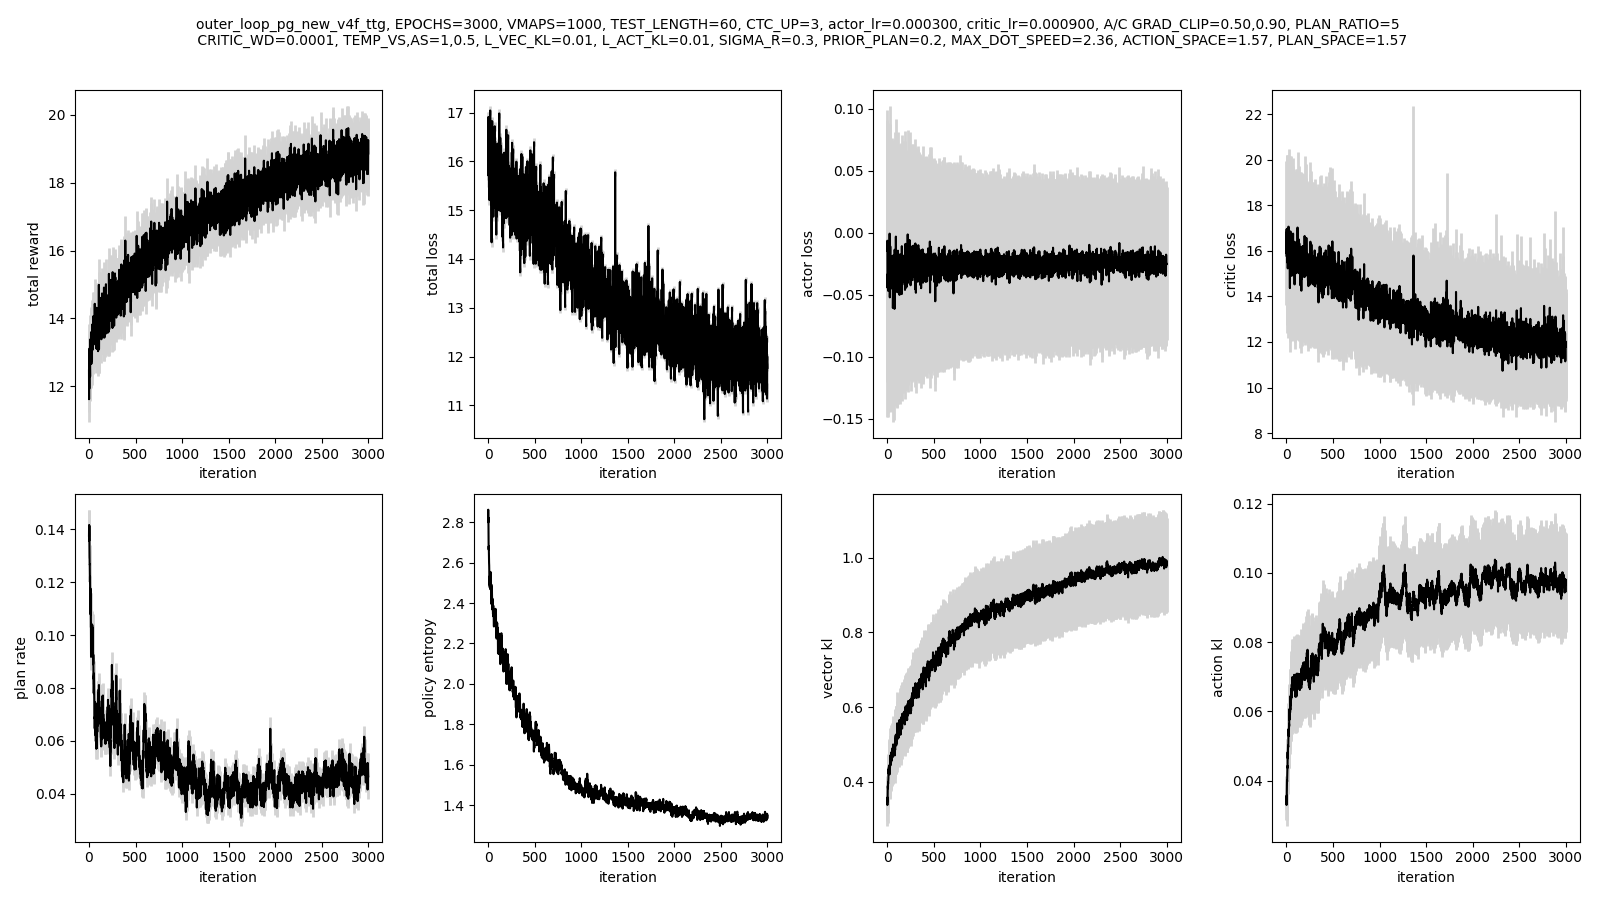 outer_loop_pg_new_v4f_ttg, EPOCHS=3000, VMAPS=1000, TEST_LENGTH=60, CTC_UP=3, actor_lr=0.000300, critic_lr=0.000900, A/C GRAD_CLIP=0.50,0.90, PLAN_RATIO=5
CRITIC_WD=0.0001, TEMP_VS,AS=1,0.5, L_VEC_KL=0.01, L_ACT_KL=0.01, SIGMA_R=0.3, PRIOR_PLAN=0.2, MAX_DOT_SPEED=2.36, ACTION_SPACE=1.57, PLAN_SPACE=1.57
total reward
20
18
16
14
12
0 500 1000 1500 2000 2500 3000
iteration
total loss
17
16
15
14
13
12
11
0 500 1000 1500 2000 2500 3000
iteration
actor loss
0.10
0.05
0.00
−0.05
−0.10
−0.15
0 500 1000 1500 2000 2500 3000
iteration
critic loss
22
20
18
16
14
12
10
8
0 500 1000 1500 2000 2500 3000
iteration
plan rate
0.14
0.12
0.10
0.08
0.06
0.04
0 500 1000 1500 2000 2500 3000
iteration
policy entropy
2.8
2.6
2.4
2.2
2.0
1.8
1.6
1.4
0 500 1000 1500 2000 2500 3000
iteration
vector kl
1.0
0.8
0.6
0.4
0 500 1000 1500 2000 2500 3000
iteration
action kl
0.12
0.10
0.08
0.06
0.04
0 500 1000 1500 2000 2500 3000
iteration